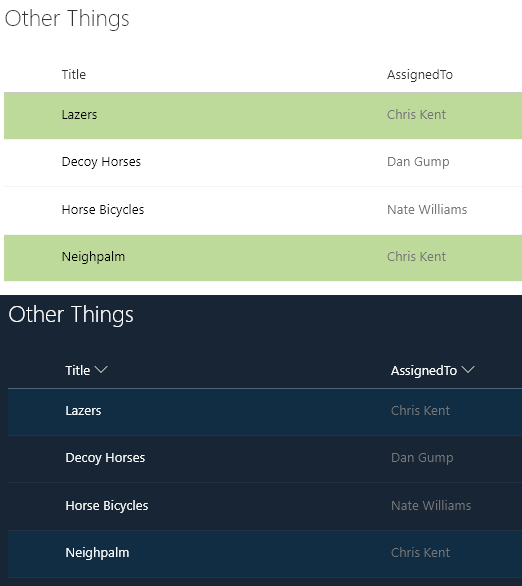 Other Things
Title AssignedTo
Lazers Chris Kent
Decoy Horses Dan Gump
Horse Bicycles Nate Williams
Neighpalm Chris Kent
Other Things
Title AssignedTo
Lazers Chris Kent
Decoy Horses Dan Gump
Horse Bicycles Nate Williams
Neighpalm Chris Kent